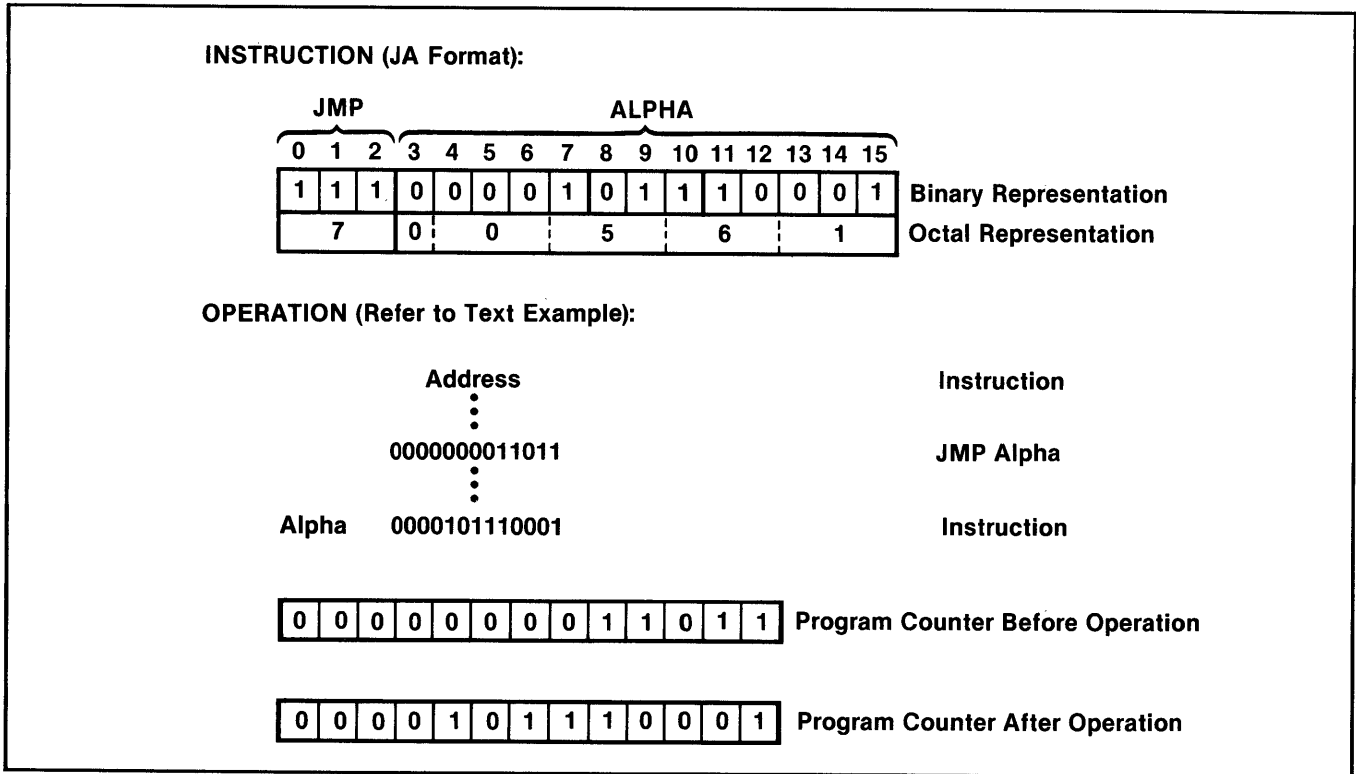 INSTRUCTION (JA Format):
JMP ALPHA
0 1 2 3 4 5 6 7 8 9 10 11 12 13 14 15
1 1 1 0 0 0 0 1 0 1 1 1 0 0 0 1 Binary Representation
7 0 0 5 6 1 Octal Representation
OPERATION (Refer to Text Example):
Address Instruction
0000000011011 JMP Alpha
Alpha 0000101110001 Instruction
0 0 0 0 0 0 0 0 1 1 0 1 1 Program Counter Before Operation
0 0 0 0 1 0 1 1 1 0 0 0 1 Program Counter After Operation